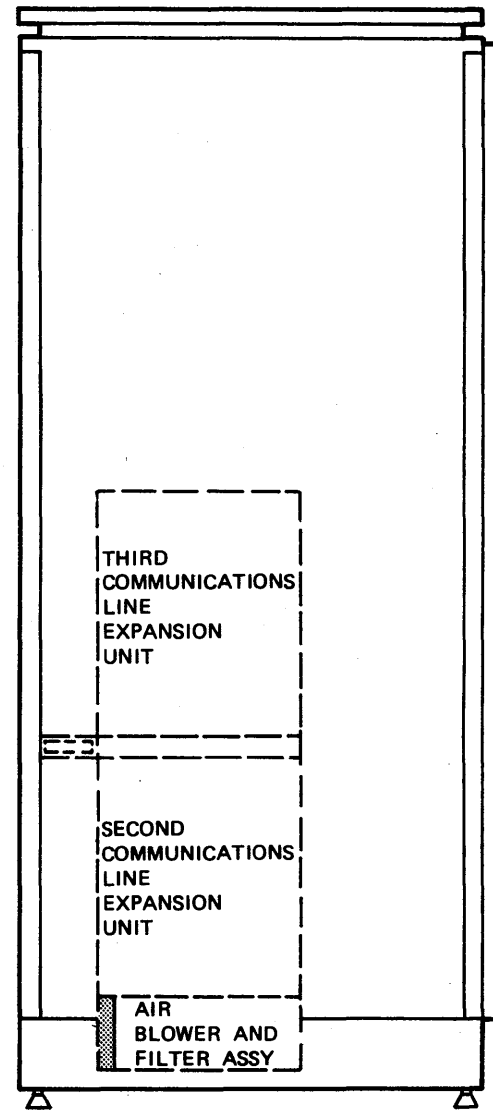 THIRD
COMMUNICATIONS
LINE
EXPANSION
UNIT
SECOND
COMMUNICATIONS
LINE
EXPANSION
UNIT
AIR
BLOWER AND
FILTER ASSY